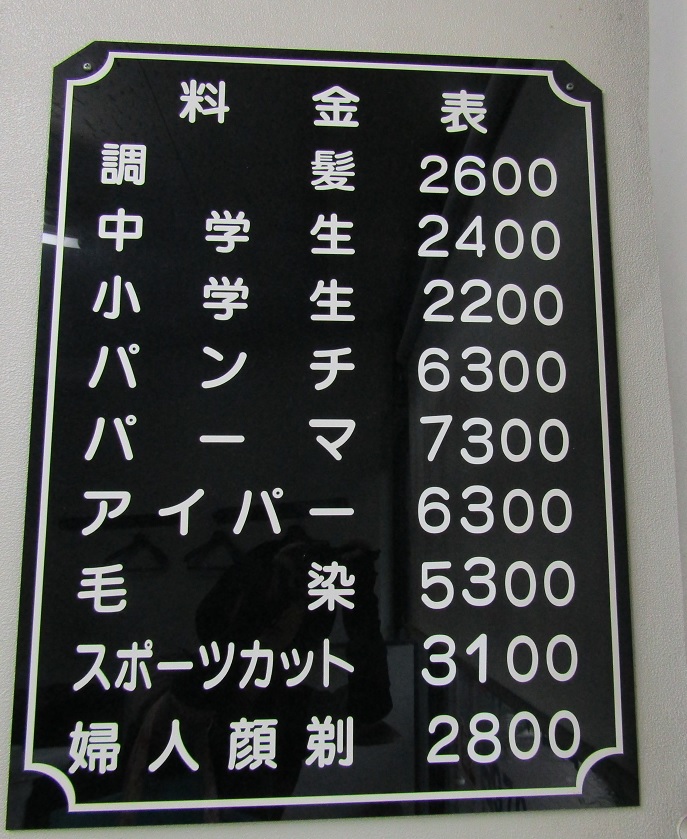 料金表
調髪 2600
中学生 2400
小学生 2200
パンチ 6300
パーマ 7300
アイパー 6300
毛染 5300
スポーツカット 3100
婦人顔剃 2800